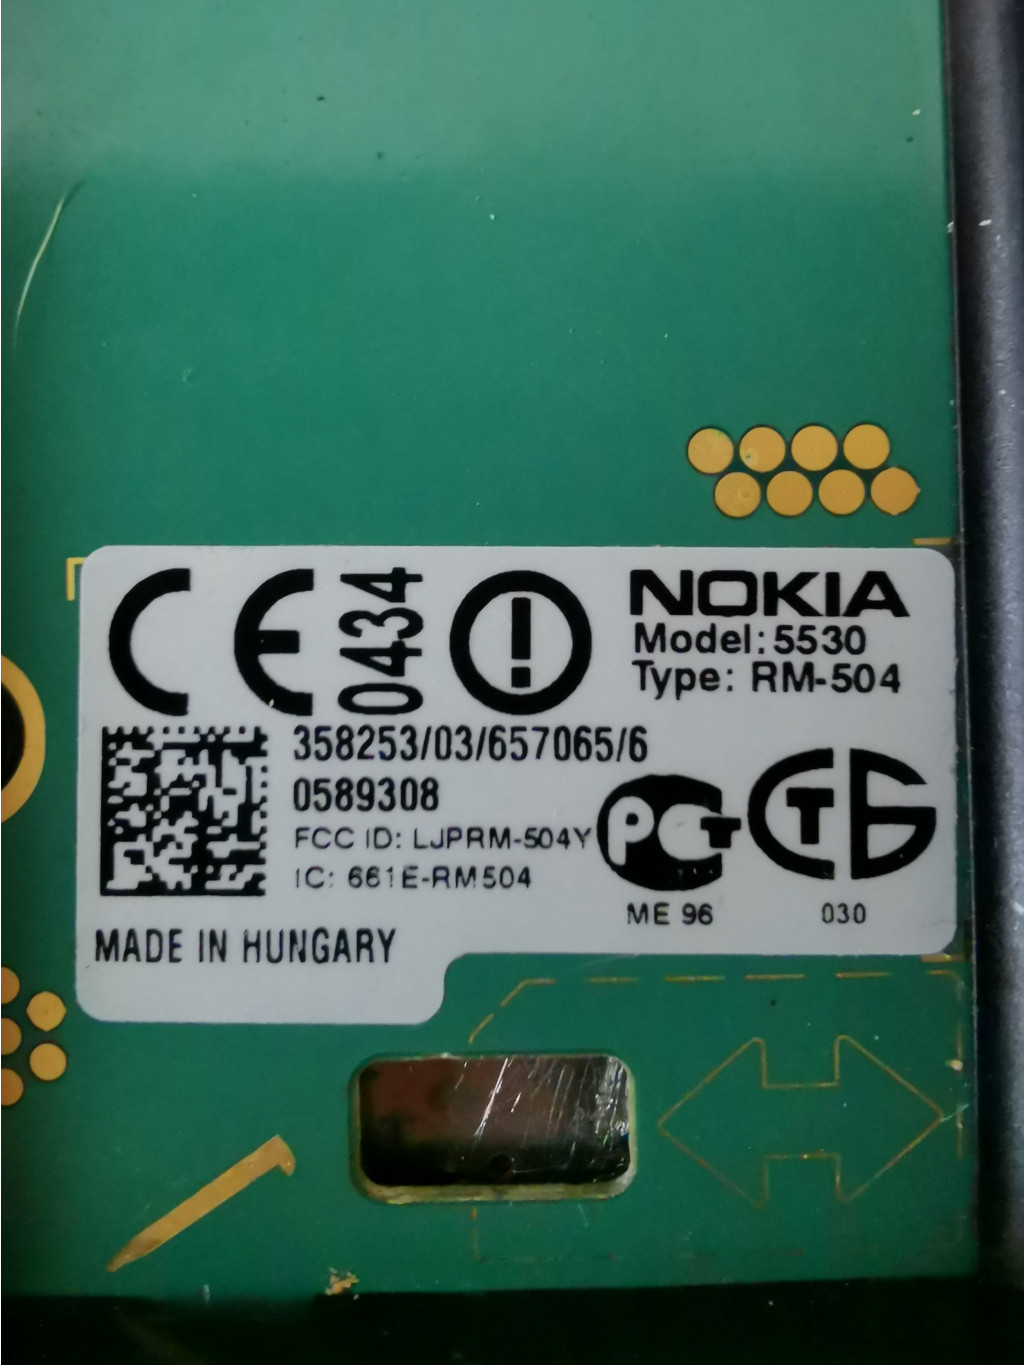 CE 0434
NOKIA
Model: 5530
Type: RM-504
358253/03/657065/6
0589308
FCC ID: LJPRM-504Y
IC: 661E-RM504
РСТ
ME 96
СТБ
030
MADE IN HUNGARY